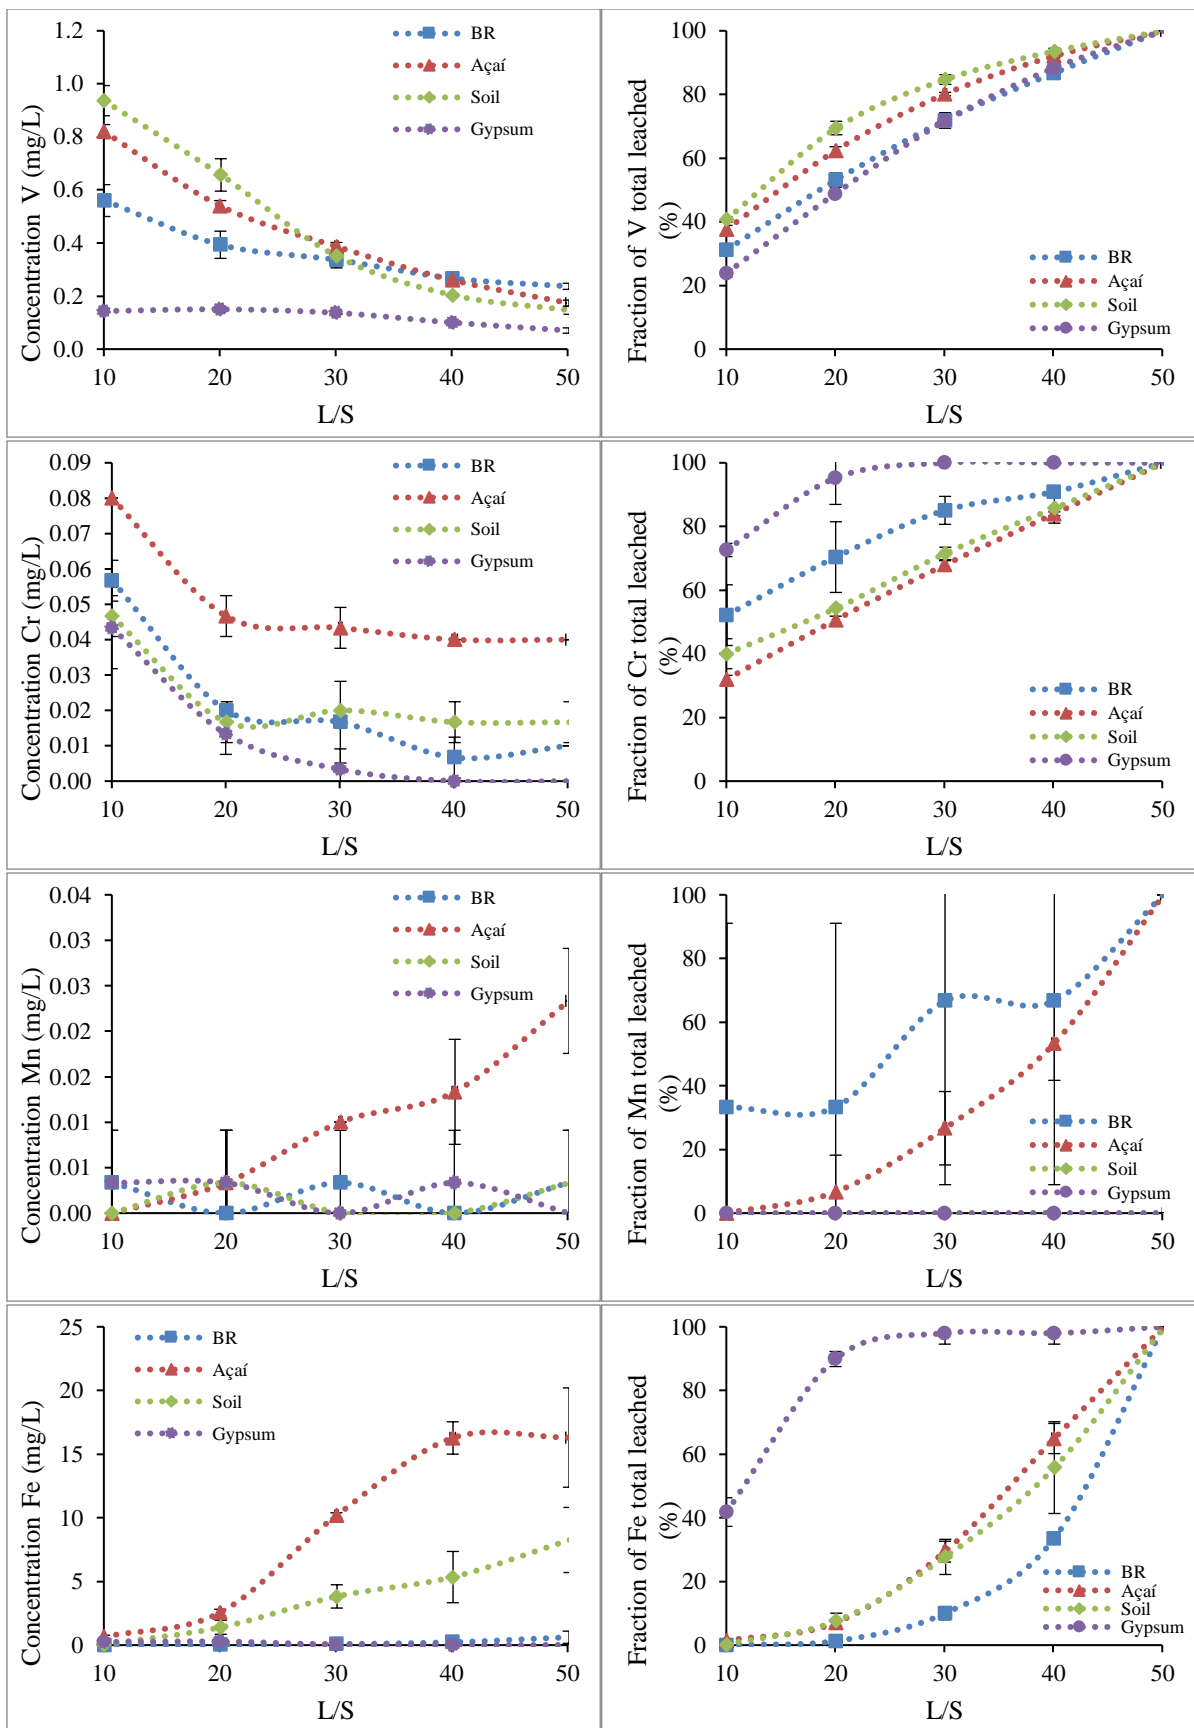 1.2
1.0
0.8
0.6
0.4
0.2
0.0
Concentration V (mg/L)
BR
Açaí
Soil
Gypsum
10 20 30 40 50
L/S
100
80
60
40
20
0
Fraction of V total leached
(%)
BR
Açaí
Soil
Gypsum
10 20 30 40 50
L/S
0.09
0.08
0.07
0.06
0.05
0.04
0.03
0.02
0.01
0.00
Concentration Cr (mg/L)
BR
Açaí
Soil
Gypsum
10 20 30 40 50
L/S
100
80
60
40
20
0
Fraction of Cr total leached
(%)
BR
Açaí
Soil
Gypsum
10 20 30 40 50
L/S
0.04
0.03
0.03
0.02
0.02
0.01
0.01
0.00
Concentration Mn (mg/L)
BR
Açaí
Soil
Gypsum
10 20 30 40 50
L/S
100
80
60
40
20
0
Fraction of Mn total leached
(%)
BR
Açaí
Soil
Gypsum
10 20 30 40 50
L/S
25
20
15
10
5
0
Concentration Fe (mg/L)
BR
Açaí
Soil
Gypsum
10 20 30 40 50
L/S
100
80
60
40
20
0
Fraction of Fe total leached
(%)
BR
Açaí
Soil
Gypsum
10 20 30 40 50
L/S